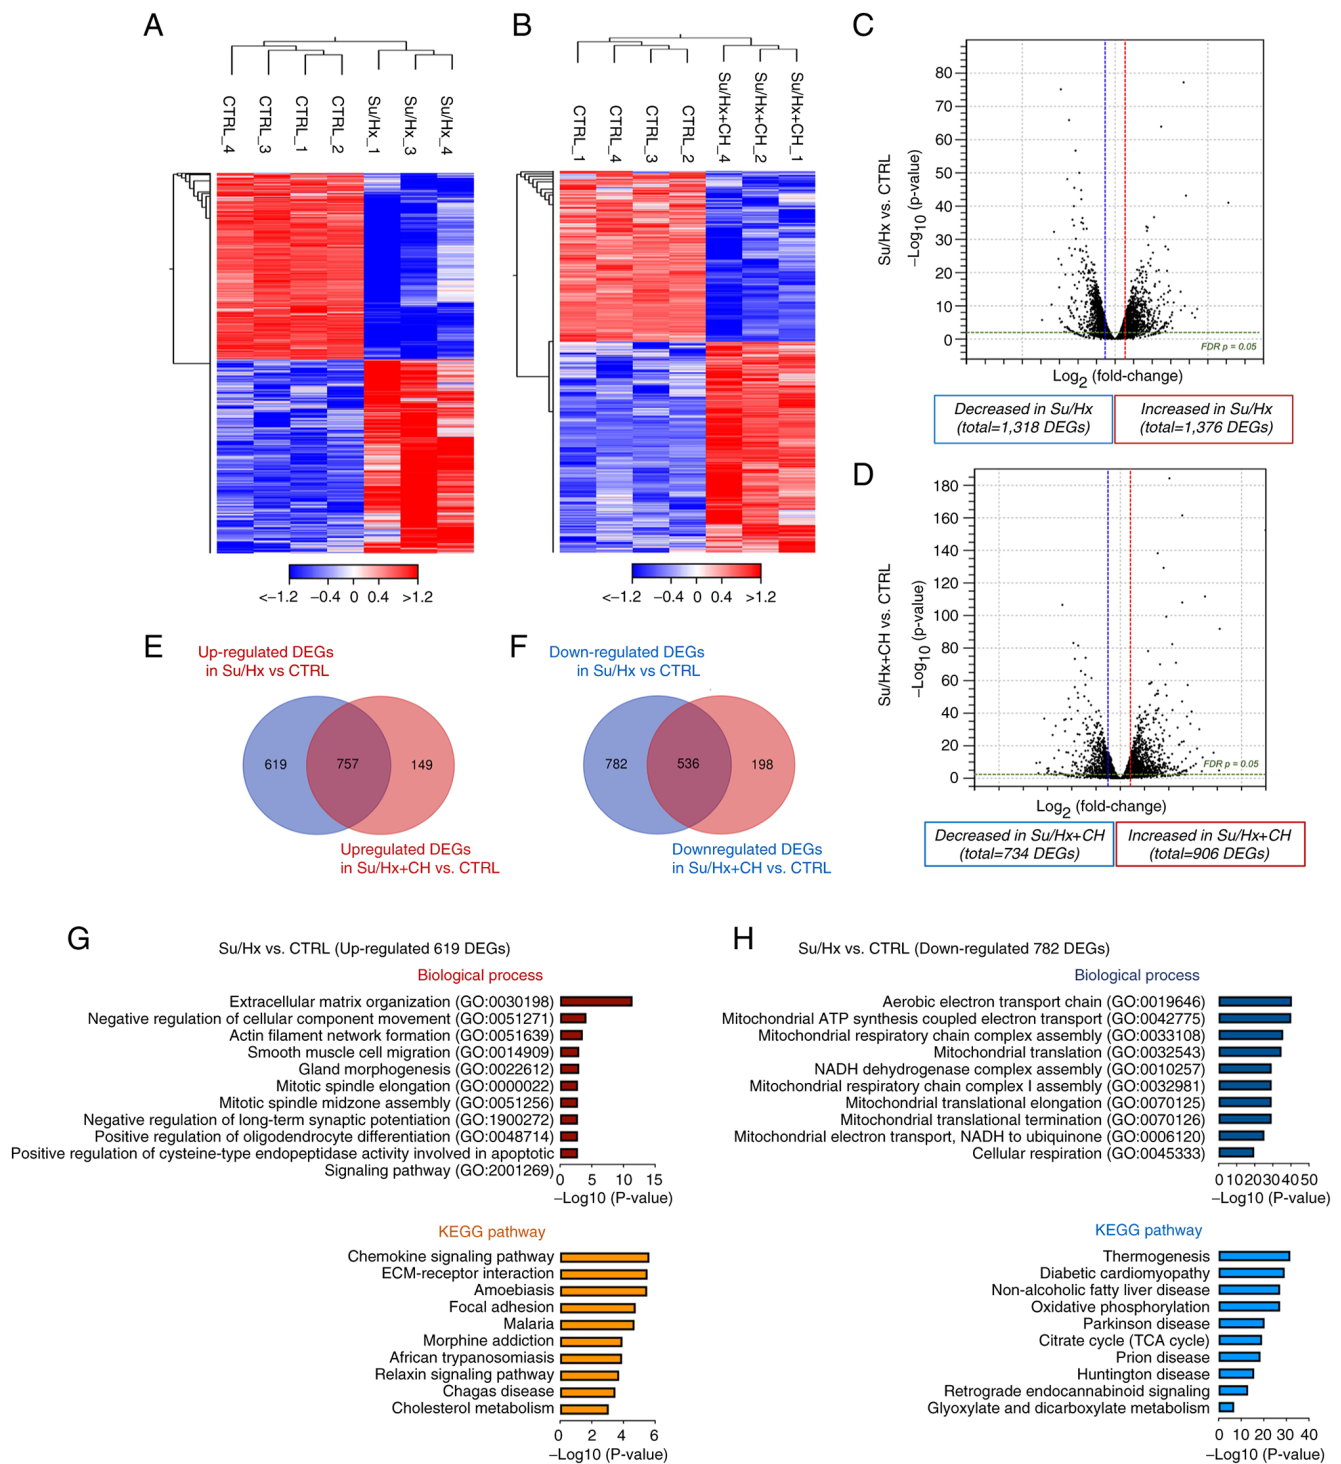 A
CTRL_4
CTRL_3
CTRL_1
CTRL_2
Su/Hx_1
Su/Hx_3
Su/Hx_4
<−1.2 −0.4 0 0.4 >1.2
B
CTRL_1
CTRL_4
CTRL_3
CTRL_2
Su/Hx+CH_4
Su/Hx+CH_2
Su/Hx+CH_1
<−1.2 −0.4 0 0.4 >1.2
C
Su/Hx vs. CTRL
−Log10 (p-value)
80
70
60
50
40
30
20
10
0
FDR p = 0.05
Log2 (fold-change)
Decreased in Su/Hx
(total=1,318 DEGs)
Increased in Su/Hx
(total=1,376 DEGs)
D
Su/Hx+CH vs. CTRL
−Log10 (p-value)
180
160
140
120
100
80
60
40
20
0
FDR p = 0.05
Log2 (fold-change)
Decreased in Su/Hx+CH
(total=734 DEGs)
Increased in Su/Hx+CH
(total=906 DEGs)
E
Up-regulated DEGs
in Su/Hx vs CTRL
619 757 149
Upregulated DEGs
in Su/Hx+CH vs. CTRL
F
Down-regulated DEGs
in Su/Hx vs CTRL
782 536 198
Downregulated DEGs
in Su/Hx+CH vs. CTRL
G
Su/Hx vs. CTRL (Up-regulated 619 DEGs)
Biological process
Extracellular matrix organization (GO:0030198)
Negative regulation of cellular component movement (GO:0051271)
Actin filament network formation (GO:0051639)
Smooth muscle cell migration (GO:0014909)
Gland morphogenesis (GO:0022612)
Mitotic spindle elongation (GO:0000022)
Mitotic spindle midzone assembly (GO:0051256)
Negative regulation of long-term synaptic potentiation (GO:1900272)
Positive regulation of oligodendrocyte differentiation (GO:0048714)
Positive regulation of cysteine-type endopeptidase activity involved in apoptotic
Signaling pathway (GO:2001269)
0 5 10 15
−Log10 (P-value)
KEGG pathway
Chemokine signaling pathway
ECM-receptor interaction
Amoebiasis
Focal adhesion
Malaria
Morphine addiction
African trypanosomiasis
Relaxin signaling pathway
Chagas disease
Cholesterol metabolism
0 2 4 6
−Log10 (P-value)
H
Su/Hx vs. CTRL (Down-regulated 782 DEGs)
Biological process
Aerobic electron transport chain (GO:0019646)
Mitochondrial ATP synthesis coupled electron transport (GO:0042775)
Mitochondrial respiratory chain complex assembly (GO:0033108)
Mitochondrial translation (GO:0032543)
NADH dehydrogenase complex assembly (GO:0010257)
Mitochondrial respiratory chain complex I assembly (GO:0032981)
Mitochondrial translational elongation (GO:0070125)
Mitochondrial translational termination (GO:0070126)
Mitochondrial electron transport, NADH to ubiquinone (GO:0006120)
Cellular respiration (GO:0045333)
0 10 20 30 40 50
−Log10 (P-value)
KEGG pathway
Thermogenesis
Diabetic cardiomyopathy
Non-alcoholic fatty liver disease
Oxidative phosphorylation
Parkinson disease
Citrate cycle (TCA cycle)
Prion disease
Huntington disease
Retrograde endocannabinoid signaling
Glyoxylate and dicarboxylate metabolism
0 10 20 30 40
−Log10 (P-value)